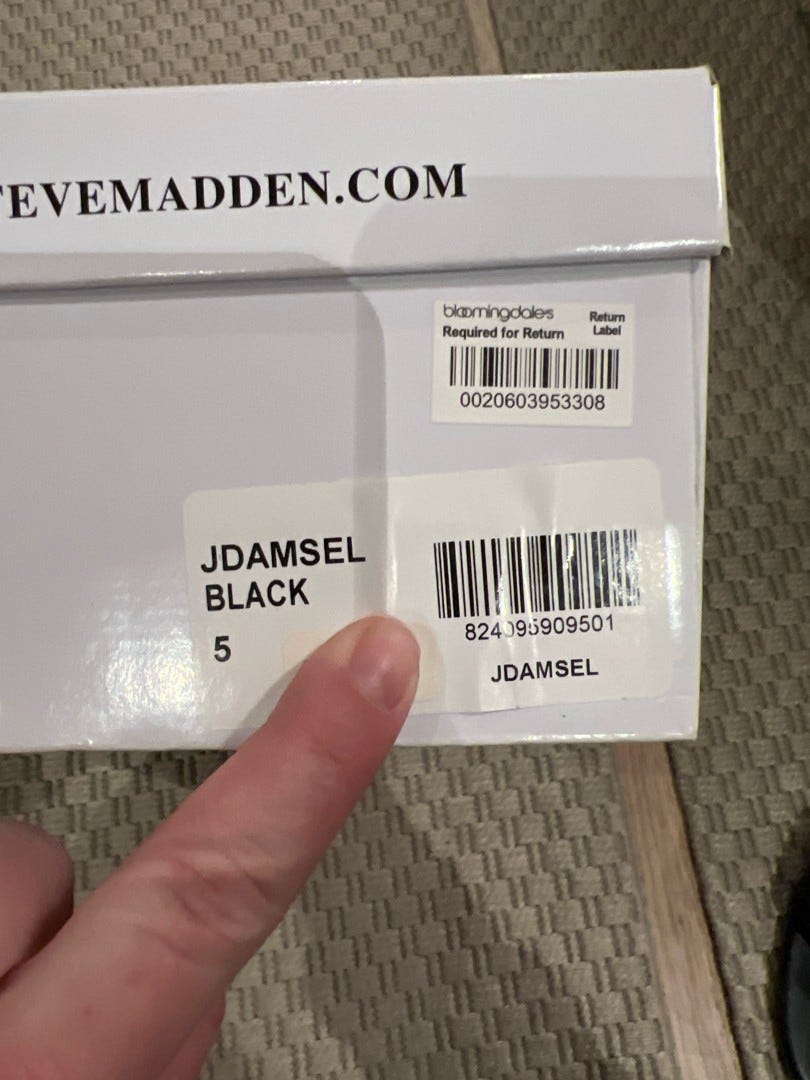 TEVEMADDEN.COM
bloomingdale's
Return
Label
Required for Return
0020603953308
JDAMSEL
BLACK
5
824095909501
JDAMSEL